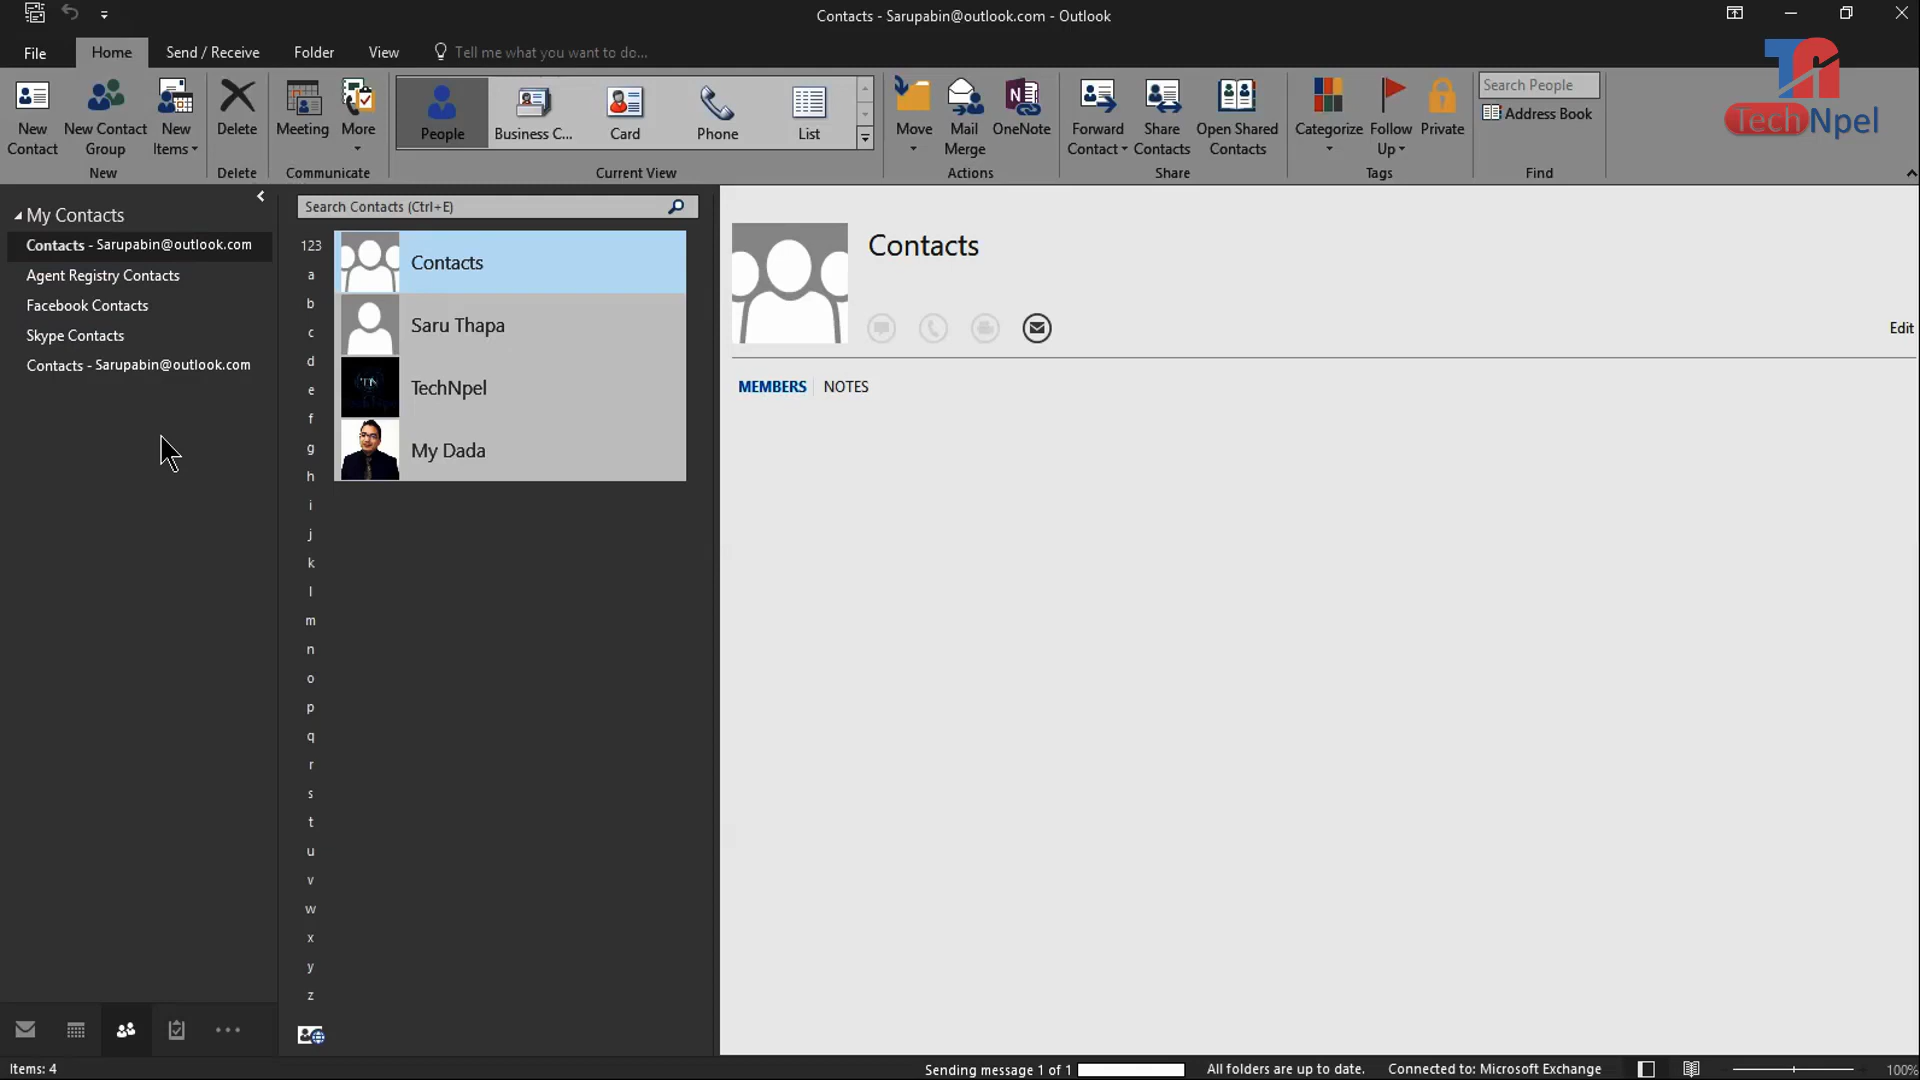 Contacts - Sarupabin@outlook.com - Outlook
File
Home
Send / Receive
Folder
View
Tell me what you want to do...
New Contact
New Contact Group
New Items
Delete
Meeting
More
People
Business C...
Card
Phone
List
Move
Mail Merge
OneNote
Forward Contact
Share Contacts
Open Shared Contacts
Categorize
Follow Up
Private
Search People
Address Book
New
Delete
Communicate
Current View
Actions
Share
Tags
Find
TechNpel
My Contacts
Contacts - Sarupabin@outlook.com
Agent Registry Contacts
Facebook Contacts
Skype Contacts
Contacts - Sarupabin@outlook.com
Search Contacts (Ctrl+E)
123
a
b
c
d
e
f
g
h
i
j
k
l
m
n
o
p
q
r
s
t
u
v
w
x
y
z
Contacts
Saru Thapa
TechNpel
My Dada
Contacts
Edit
MEMBERS
NOTES
Items: 4
Sending message 1 of 1
All folders are up to date.
Connected to: Microsoft Exchange
100%